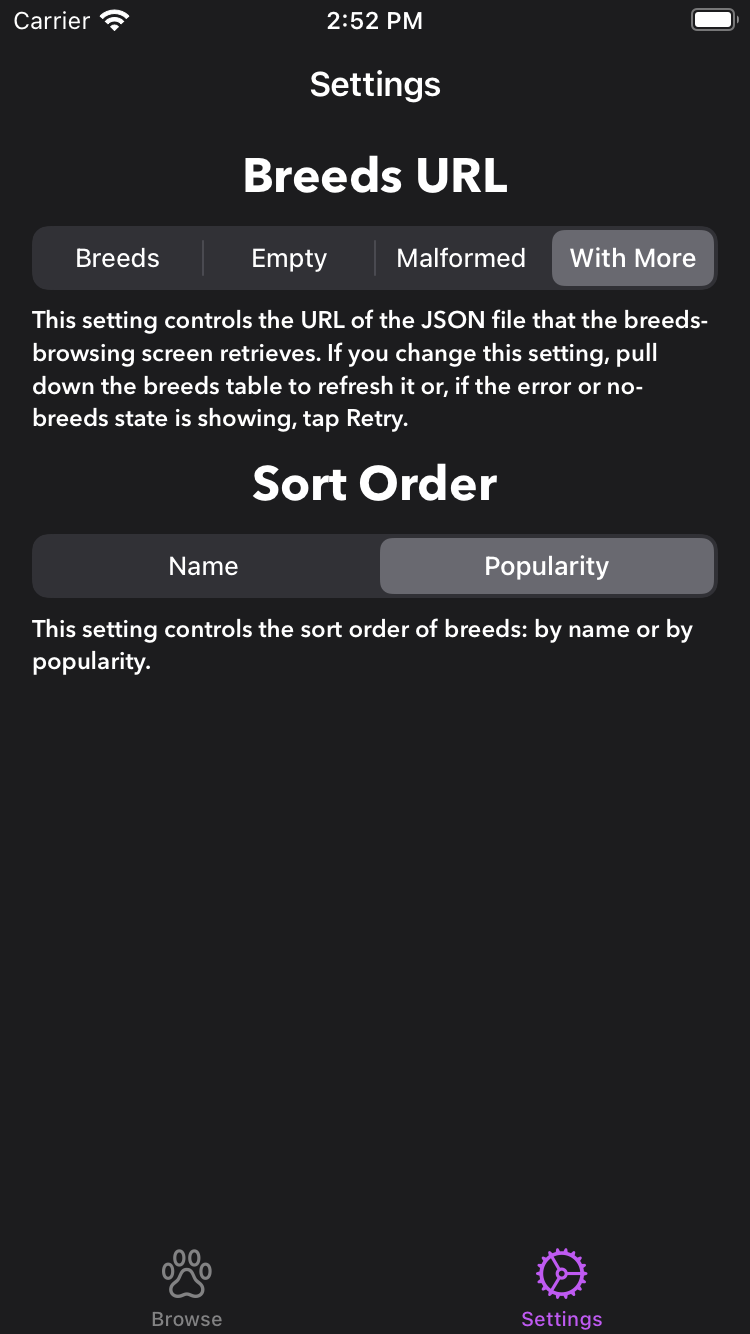 Carrier 2:52 PM
Settings
Breeds URL
Breeds Empty Malformed With More
This setting controls the URL of the JSON file that the breeds-
browsing screen retrieves. If you change this setting, pull
down the breeds table to refresh it or, if the error or no-
breeds state is showing, tap Retry.
Sort Order
Name Popularity
This setting controls the sort order of breeds: by name or by
popularity.
Browse Settings